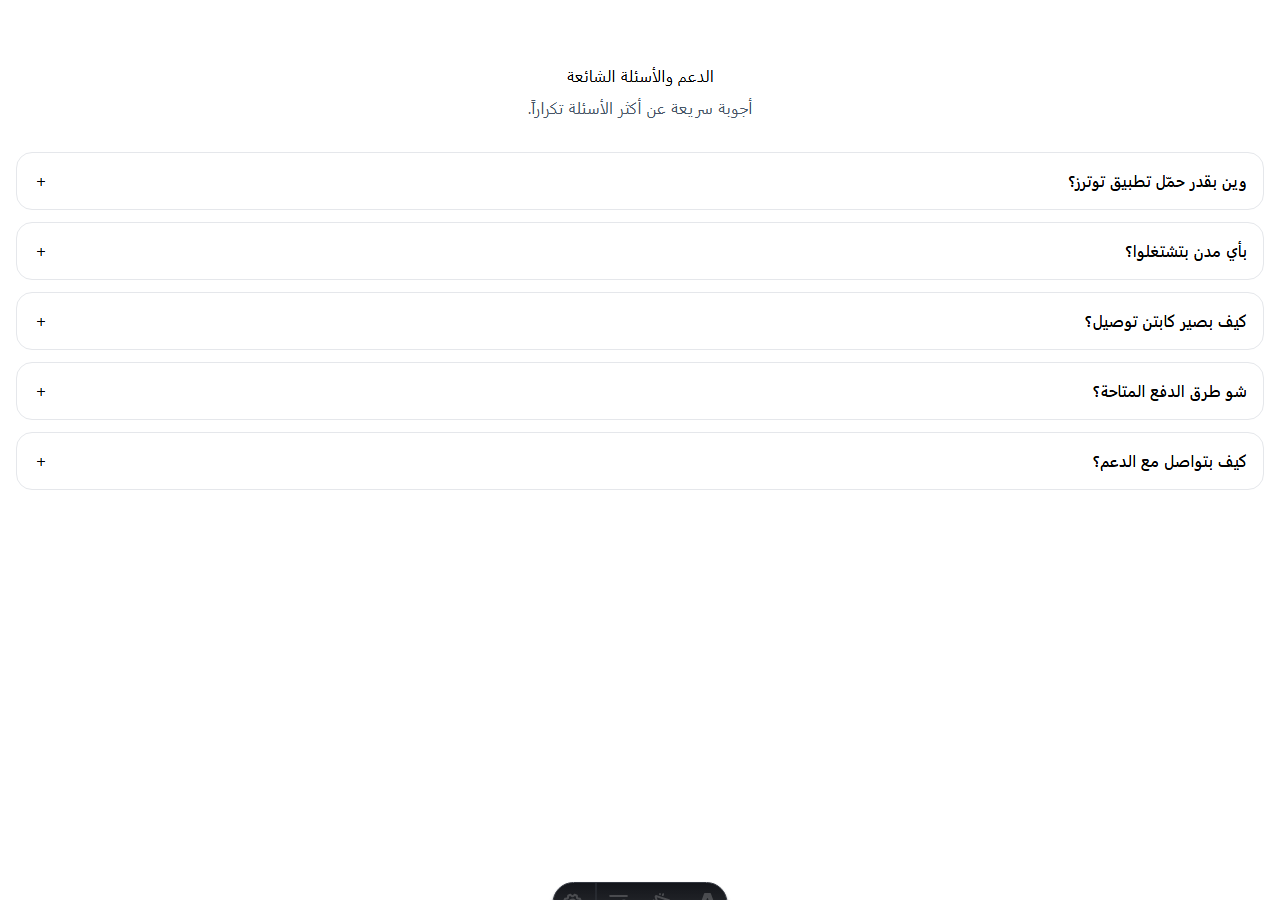 الدعم والأسئلة الشائعة
أجوبة سريعة عن أكثر الأسئلة تكراراً.
وين بقدر حمّل تطبيق توترز؟ +
بأي مدن بتشتغلوا؟ +
كيف بصير كابتن توصيل؟ +
شو طرق الدفع المتاحة؟ +
كيف بتواصل مع الدعم؟ +